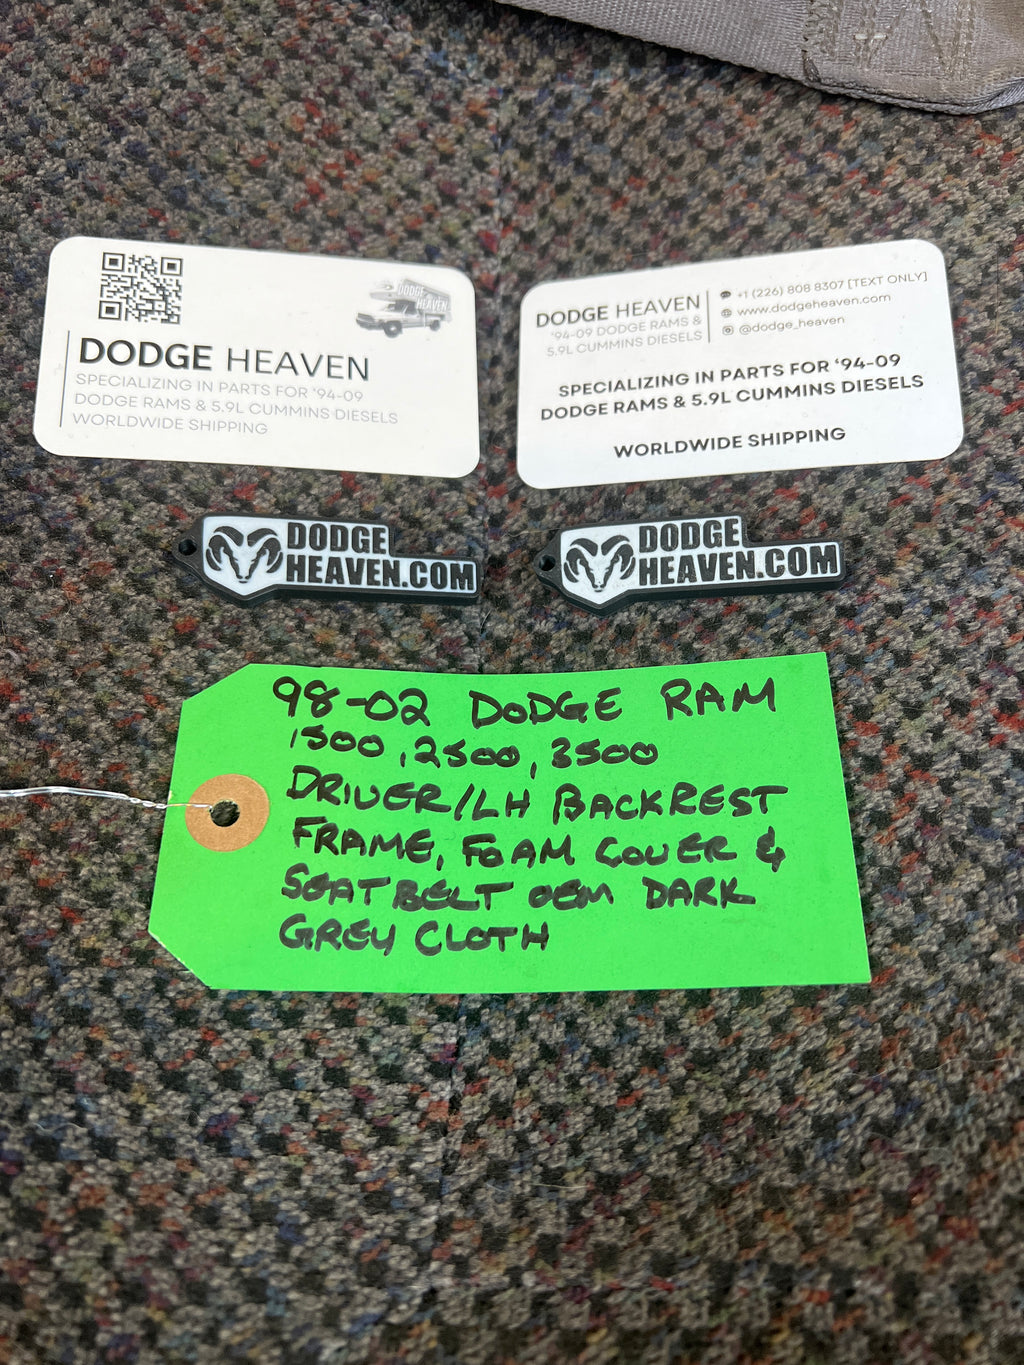 DODGE HEAVEN
DODGE HEAVEN
SPECIALIZING IN PARTS FOR '94-09
DODGE RAMS & 5.9L CUMMINS DIESELS
WORLDWIDE SHIPPING
DODGE HEAVEN
'94-09 DODGE RAMS &
5.9L CUMMINS DIESELS
+1 (226) 808 8307 [TEXT ONLY]
www.dodgeheaven.com
@dodge_heaven
SPECIALIZING IN PARTS FOR '94-09
DODGE RAMS & 5.9L CUMMINS DIESELS
WORLDWIDE SHIPPING
DODGE
HEAVEN.COM
DODGE
HEAVEN.COM
98-02 DODGE RAM
1500, 2500, 3500
DRIVER/LH BACKREST
FRAME, FOAM COVER &
SEATBELT OEM DARK
GREY CLOTH